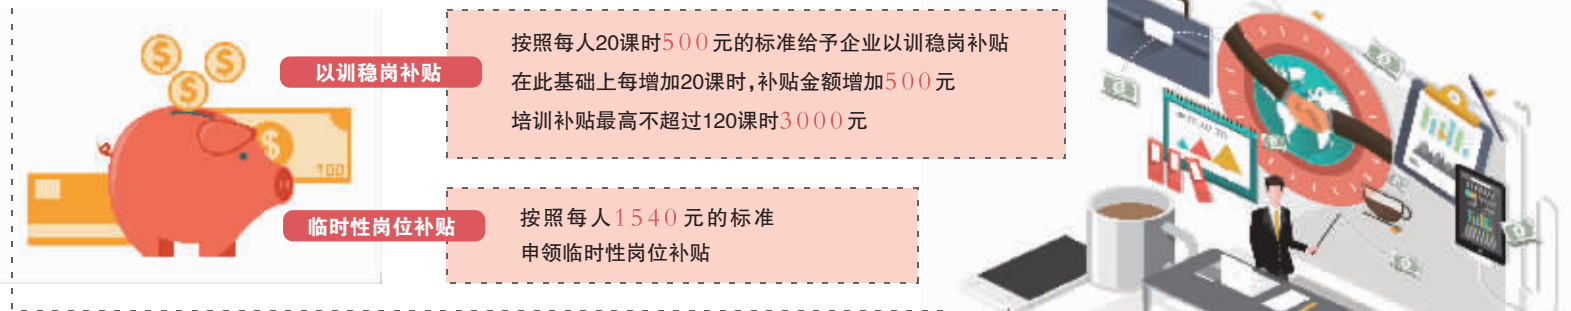 以训稳岗补贴
按照每人20课时500元的标准给予企业以训稳岗补贴
在此基础上每增加20课时，补贴金额增加500元
培训补贴最高不超过120课时3000元
临时性岗位补贴
按照每人1540元的标准
申领临时性岗位补贴
100